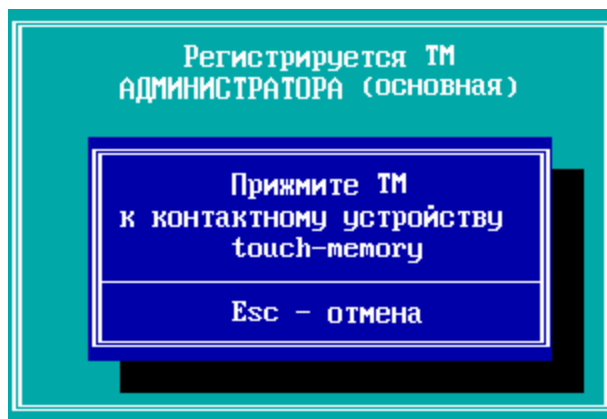 Регистрируется ТМ
АДМИНИСТРАТОРА (основная)
Прижмите ТМ
к контактному устройству
touch-memory
Esc - отмена